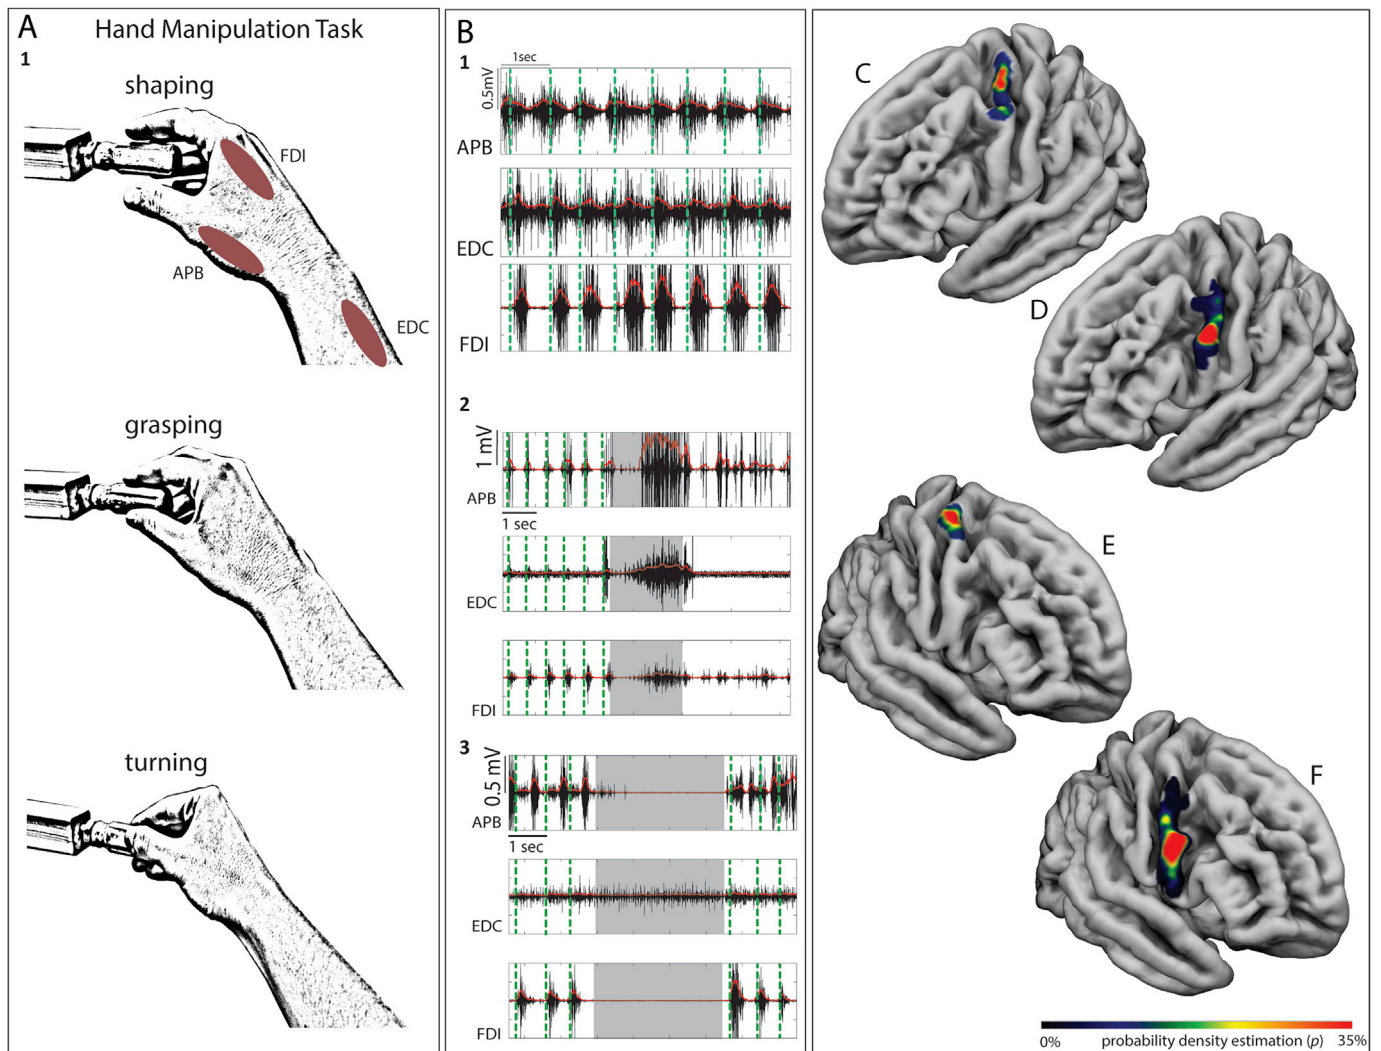 A
Hand Manipulation Task
1
shaping
FDI
APB
EDC
grasping
turning
B
1
1sec
0.5mV
APB
EDC
FDI
2
1 mV
APB
1 sec
EDC
FDI
3
0.5 mV
APB
1 sec
EDC
FDI
C
D
E
F
0% probability density estimation (p) 35%